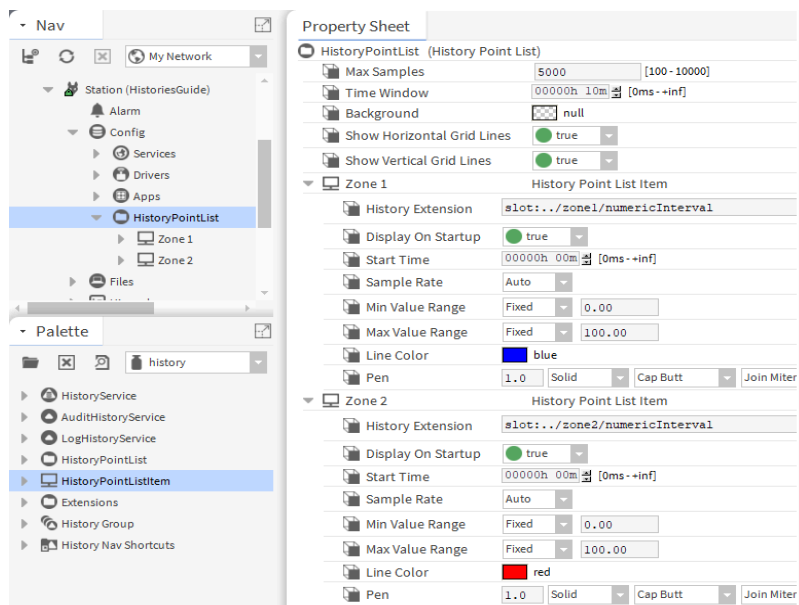 Nav
My Network
Station (HistoriesGuide)
Alarm
Config
Services
Drivers
Apps
HistoryPointList
Zone 1
Zone 2
Files
Palette
history
HistoryService
AuditHistoryService
LogHistoryService
HistoryPointList
HistoryPointListItem
Extensions
History Group
History Nav Shortcuts
Property Sheet
HistoryPointList (History Point List)
Max Samples 5000 [100 - 10000]
Time Window 00000h 10m [0ms - +inf]
Background null
Show Horizontal Grid Lines true
Show Vertical Grid Lines true
Zone 1 History Point List Item
History Extension slot:../zone1/numericInterval
Display On Startup true
Start Time 00000h 00m [0ms - +inf]
Sample Rate Auto
Min Value Range Fixed 0.00
Max Value Range Fixed 100.00
Line Color blue
Pen 1.0 Solid Cap Butt Join Miter
Zone 2 History Point List Item
History Extension slot:../zone2/numericInterval
Display On Startup true
Start Time 00000h 00m [0ms - +inf]
Sample Rate Auto
Min Value Range Fixed 0.00
Max Value Range Fixed 100.00
Line Color red
Pen 1.0 Solid Cap Butt Join Miter